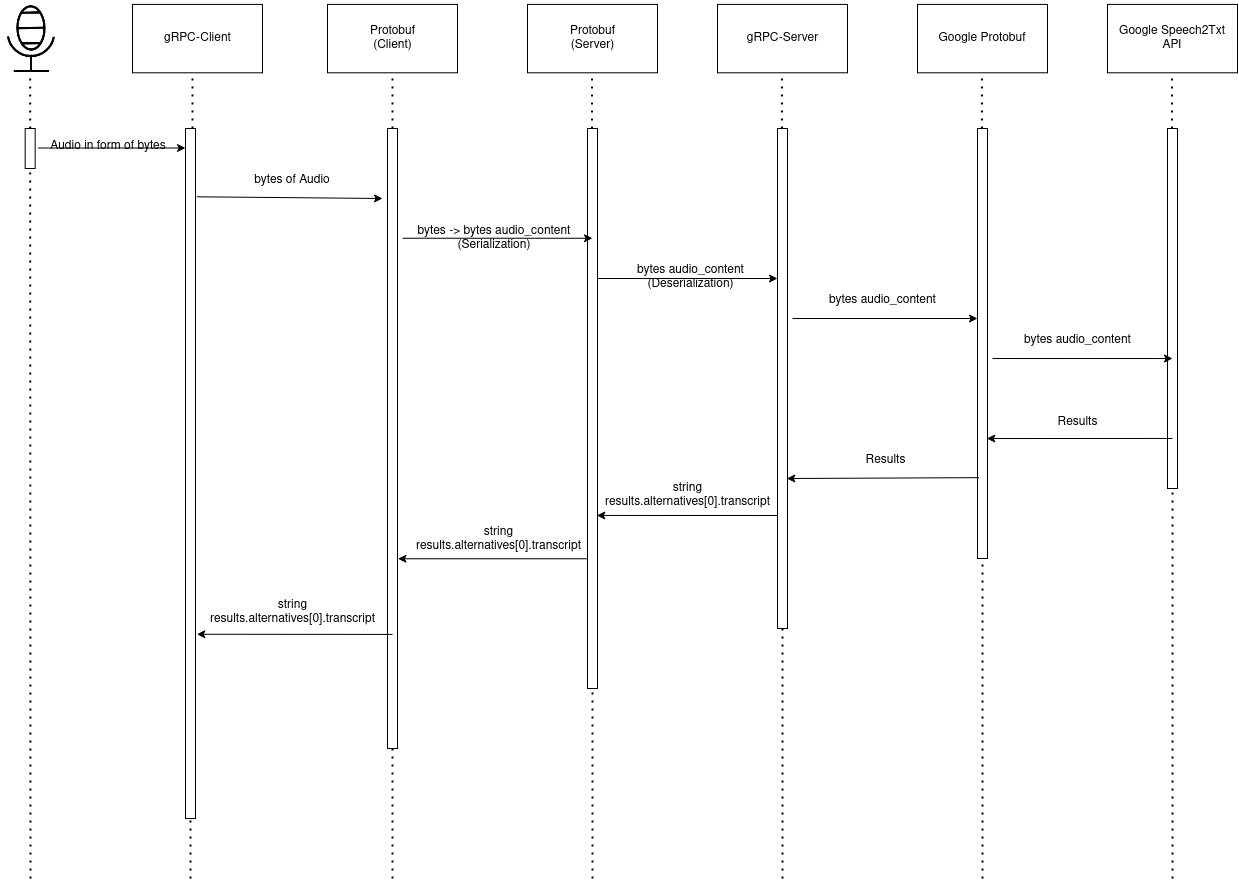 gRPC-Client
Protobuf
(Client)
Protobuf
(Server)
gRPC-Server
Google Protobuf
Google Speech2Txt
API
Audio in form of bytes
bytes of Audio
bytes -> bytes audio_content
(Serialization)
bytes audio_content
(Deserialization)
bytes audio_content
bytes audio_content
Results
Results
string
results.alternatives[0].transcript
string
results.alternatives[0].transcript
string
results.alternatives[0].transcript